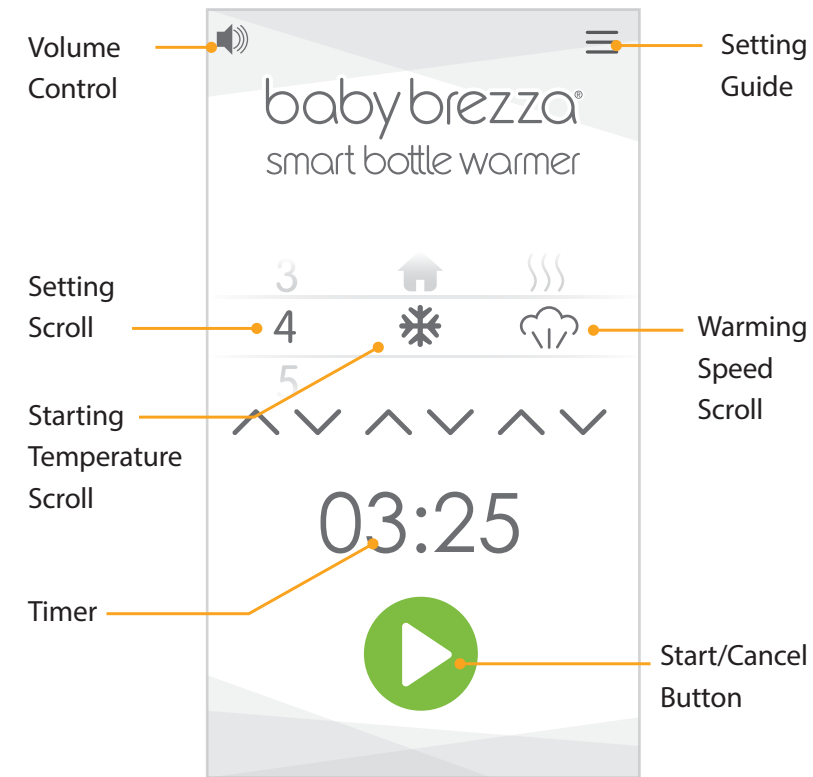 Volume
Control
Setting
Guide
baby brezza®
smart bottle warmer
3
Setting
Scroll
4
Warming
Speed
Scroll
5
Starting
Temperature
Scroll
03:25
Timer
Start/Cancel
Button